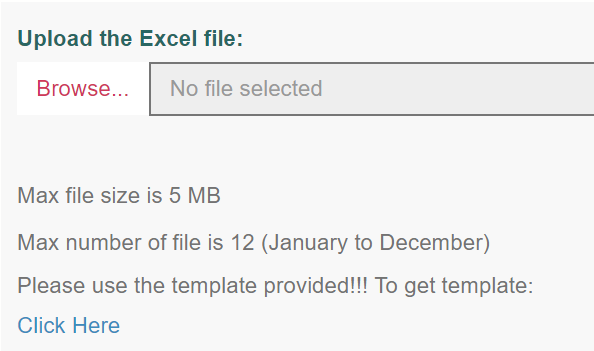 Upload the Excel file:
Browse... No file selected
Max file size is 5 MB
Max number of file is 12 (January to December)
Please use the template provided!!! To get template:
Click Here